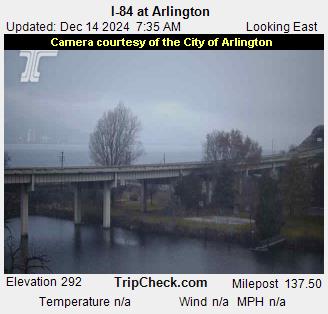 I-84 at Arlington
Updated: Dec 14 2024 7:35 AM Looking East
Camera courtesy of the City of Arlington
Elevation 292 TripCheck.com Milepost 137.50
Temperature n/a Wind n/a MPH n/a